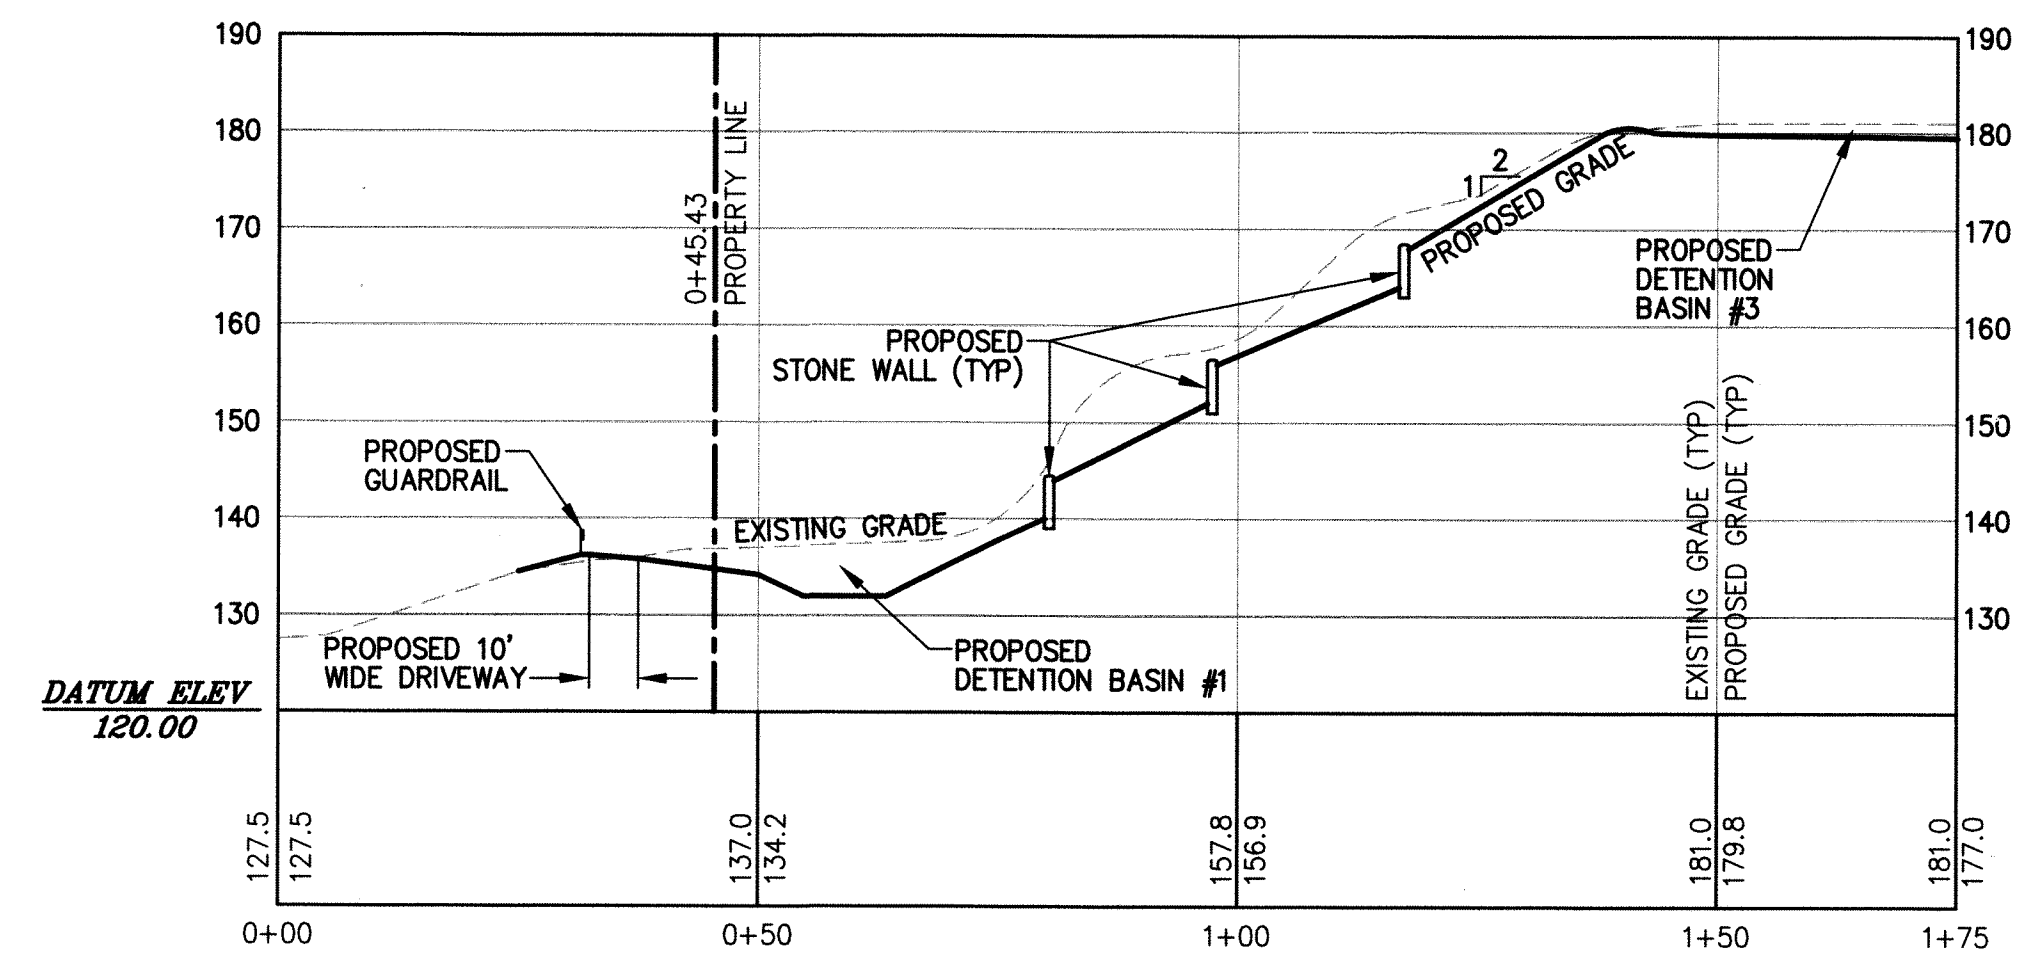 190
180
170
160
150
140
130
DATUM ELEV
120.00
190
180
170
160
150
140
130
0+45.43
PROPERTY LINE
PROPOSED
GUARDRAIL
EXISTING GRADE
PROPOSED 10'
WIDE DRIVEWAY
PROPOSED
DETENTION BASIN #1
PROPOSED
STONE WALL (TYP)
1
2
PROPOSED GRADE
PROPOSED
DETENTION
BASIN #3
EXISTING GRADE (TYP)
PROPOSED GRADE (TYP)
127.5
127.5
137.0
134.2
157.8
156.9
181.0
179.8
181.0
177.0
0+00
0+50
1+00
1+50
1+75